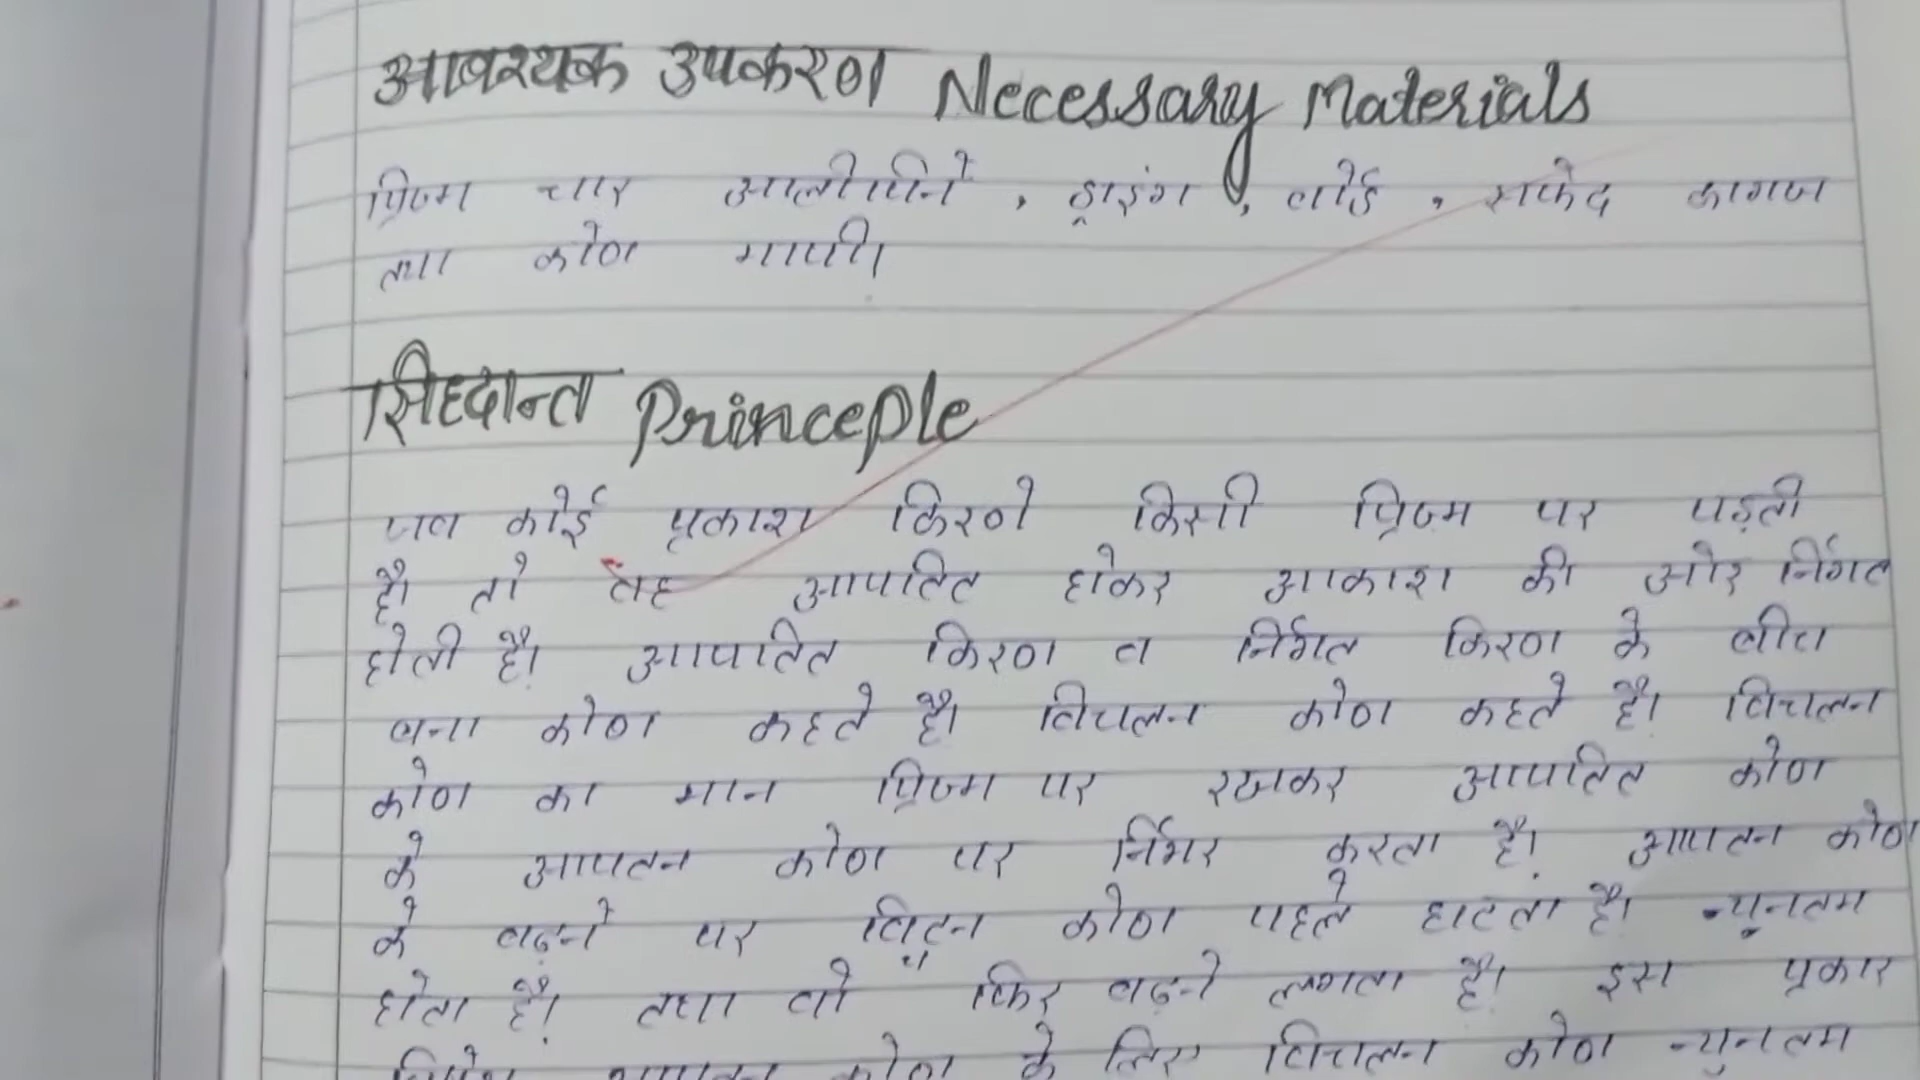 आवश्यक उपकरण Necessary Materials
प्रिज्म चार आलपीने , ड्राइंग , बोर्ड , सफेद कागज
तथा कोण मापी।
सिद्दान्त Princeple
जब कोई प्रकाश किरणे किसी प्रिज्म पर पड़ती
है। तो वह आपतित होकर आकाश की ओर निर्गत
होती है। आपतित किरण व निर्गत किरण के बीच
बना कोण कहते है। विचलन कोण कहते है। विचलन
कोण का मान प्रिज्म पर रखकर आपतित कोण
के आपतन कोण पर निर्भर करता है। आपतन कोण
के बढ़ने पर कोण पहले घटता है। न्यूनतम
होता है। तथा वो फिर बढ़ने लगता है। इस प्रकार
कोण के लिए विचलन कोण न्युनतम